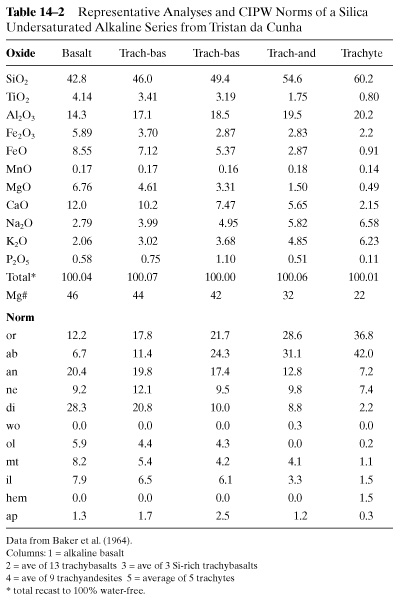 Table 14–2 Representative Analyses and CIPW Norms of a Silica
Undersaturated Alkaline Series from Tristan da Cunha
Oxide Basalt Trach-bas Trach-bas Trach-and Trachyte
SiO₂ 42.8 46.0 49.4 54.6 60.2
TiO₂ 4.14 3.41 3.19 1.75 0.80
Al₂O₃ 14.3 17.1 18.5 19.5 20.2
Fe₂O₃ 5.89 3.70 2.87 2.83 2.2
FeO 8.55 7.12 5.37 2.87 0.91
MnO 0.17 0.17 0.16 0.18 0.14
MgO 6.76 4.61 3.31 1.50 0.49
CaO 12.0 10.2 7.47 5.65 2.15
Na₂O 2.79 3.99 4.95 5.82 6.58
K₂O 2.06 3.02 3.68 4.85 6.23
P₂O₅ 0.58 0.75 1.10 0.51 0.11
Total* 100.04 100.07 100.00 100.06 100.01
Mg# 46 44 42 32 22
Norm
or 12.2 17.8 21.7 28.6 36.8
ab 6.7 11.4 24.3 31.1 42.0
an 20.4 19.8 17.4 12.8 7.2
ne 9.2 12.1 9.5 9.8 7.4
di 28.3 20.8 10.0 8.8 2.2
wo 0.0 0.0 0.0 0.3 0.0
ol 5.9 4.4 4.3 0.0 0.2
mt 8.2 5.4 4.2 4.1 1.1
il 7.9 6.5 6.1 3.3 1.5
hem 0.0 0.0 0.0 0.0 1.5
ap 1.3 1.7 2.5 1.2 0.3
Data from Baker et al. (1964).
Columns: 1 = alkaline basalt
2 = ave of 13 trachybasalts 3 = ave of 3 Si-rich trachybasalts
4 = ave of 9 trachyandesites 5 = average of 5 trachytes
* total recast to 100% water-free.